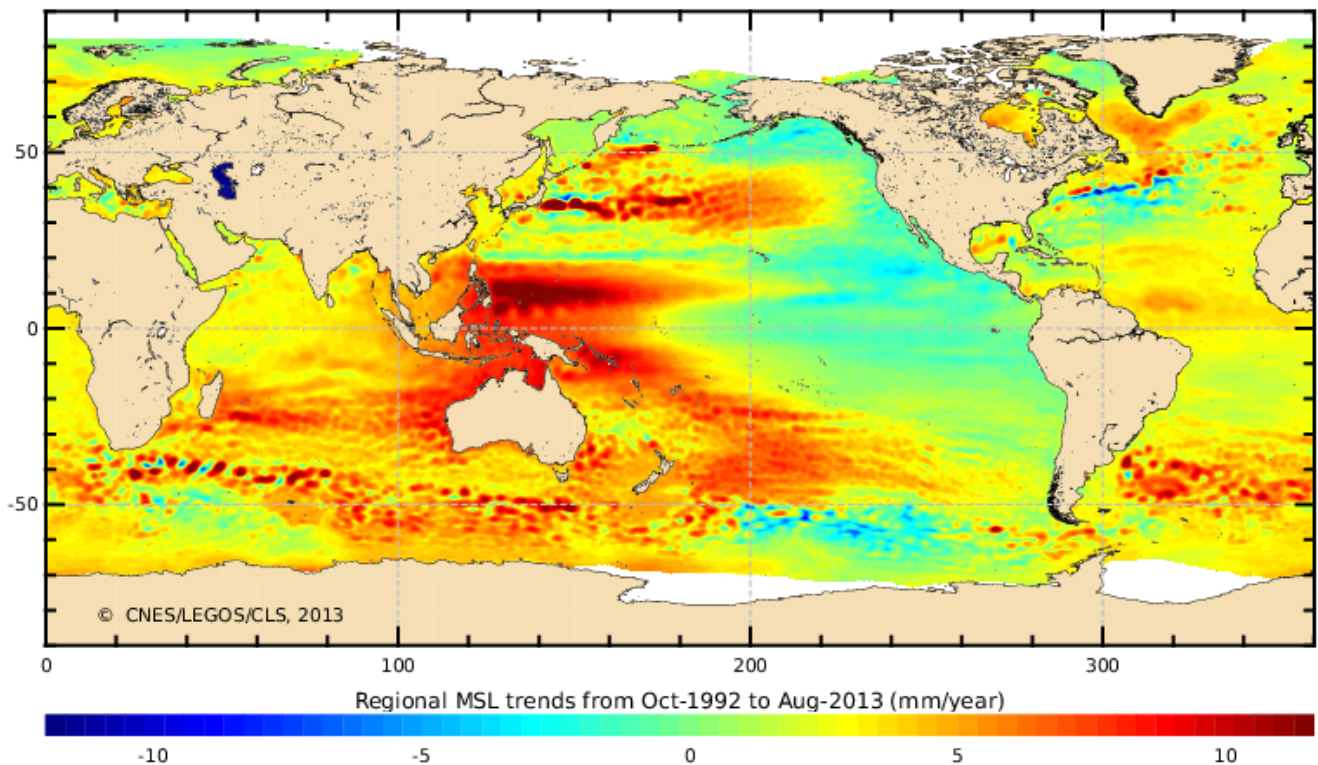 50
0
-50
© CNES/LEGOS/CLS, 2013
0 100 200 300
Regional MSL trends from Oct-1992 to Aug-2013 (mm/year)
-10 -5 0 5 10